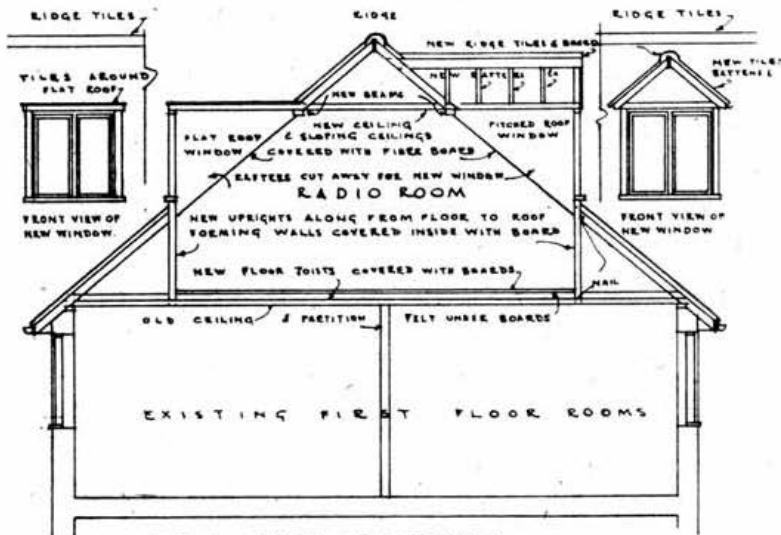 RIDGE TILES
RIDGE
RIDGE TILES
NEW RIDGE TILES & BOARD
TILES AROUND
FLAT ROOF
NEW RAFTERS
NEW TILES
BATTENS &
NEW BEAMS
NEW CEILING
& SLOPING CEILINGS
COVERED WITH FIBRE BOARD
FLAT ROOF
WINDOW
PITCHED ROOF
WINDOW
RAFTERS CUT AWAY FOR NEW WINDOW
RADIO ROOM
FRONT VIEW OF
NEW WINDOW.
NEW UPRIGHTS ALONG FROM FLOOR TO ROOF
FORMING WALLS COVERED INSIDE WITH BOARD
FRONT VIEW OF
NEW WINDOW
NEW FLOOR JOISTS COVERED WITH BOARDS.
NAIL
OLD CEILING & PARTITION
FELT UNDER BOARDS
EXISTING FIRST FLOOR ROOMS